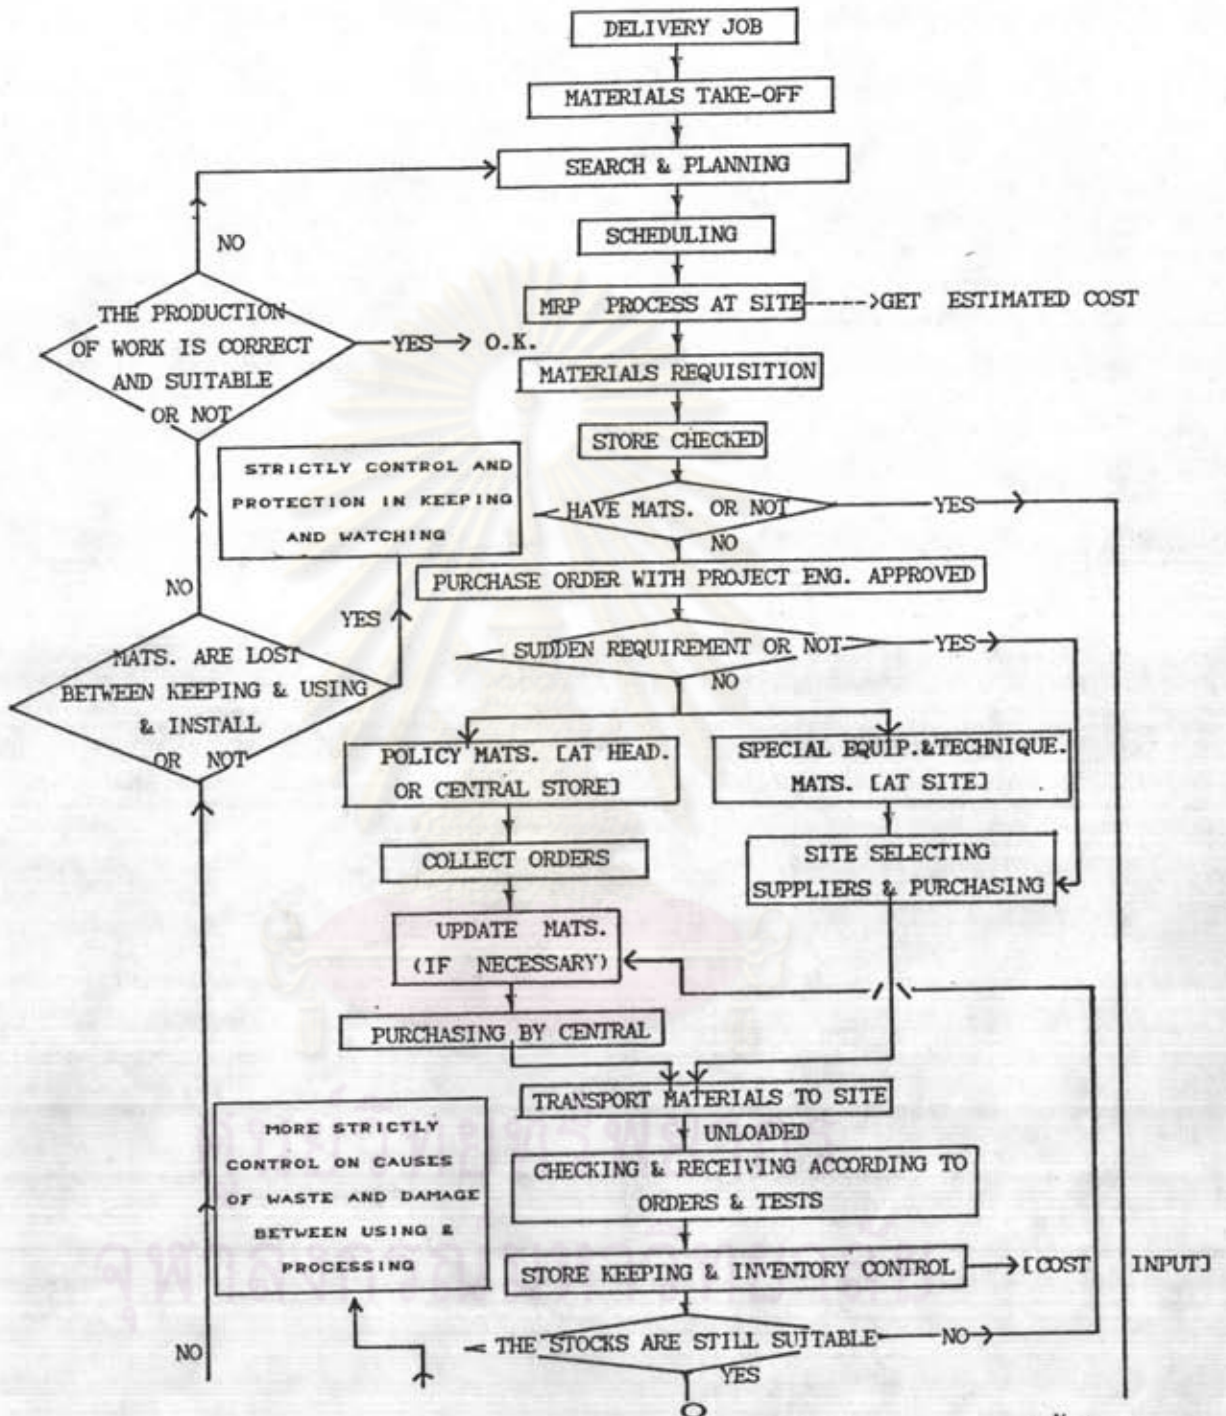 DELIVERY JOB
MATERIALS TAKE-OFF
SEARCH & PLANNING
SCHEDULING
NO
MRP PROCESS AT SITE
GET ESTIMATED COST
THE PRODUCTION
OF WORK IS CORRECT
AND SUITABLE
OR NOT
YES
O.K.
MATERIALS REQUISITION
STORE CHECKED
STRICTLY CONTROL AND
PROTECTION IN KEEPING
AND WATCHING
HAVE MATS. OR NOT
YES
NO
PURCHASE ORDER WITH PROJECT ENG. APPROVED
NO
YES
SUDDEN REQUIREMENT OR NOT
YES
NO
MATS. ARE LOST
BETWEEN KEEPING & USING
& INSTALL
OR NOT
POLICY MATS. [AT HEAD.
OR CENTRAL STORE]
SPECIAL EQUIP.&TECHNIQUE.
MATS. [AT SITE]
COLLECT ORDERS
SITE SELECTING
SUPPLIERS & PURCHASING
UPDATE MATS.
(IF NECESSARY)
PURCHASING BY CENTRAL
TRANSPORT MATERIALS TO SITE
UNLOADED
MORE STRICTLY
CONTROL ON CAUSES
OF WASTE AND DAMAGE
BETWEEN USING &
PROCESSING
CHECKING & RECEIVING ACCORDING TO
ORDERS & TESTS
STORE KEEPING & INVENTORY CONTROL
[COST INPUT]
NO
THE STOCKS ARE STILL SUITABLE
NO
YES